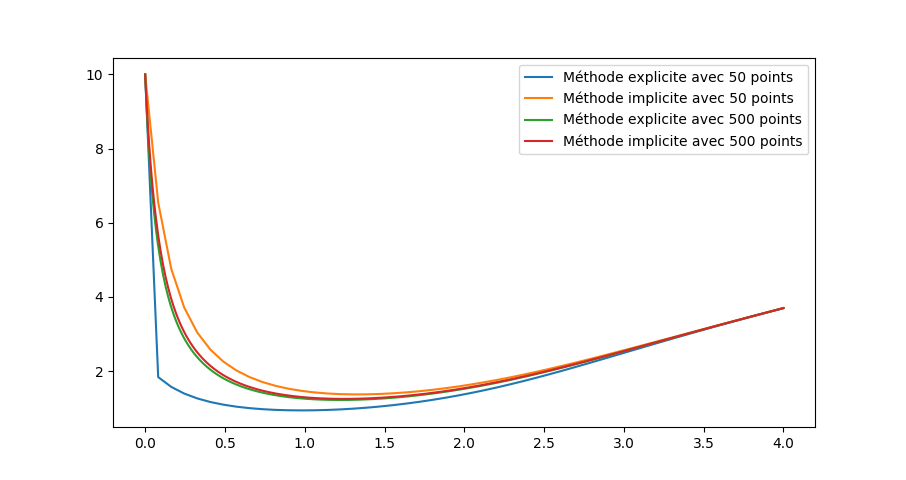 Méthode explicite avec 50 points
Méthode implicite avec 50 points
Méthode explicite avec 500 points
Méthode implicite avec 500 points
10
8
6
4
2
0.0 0.5 1.0 1.5 2.0 2.5 3.0 3.5 4.0